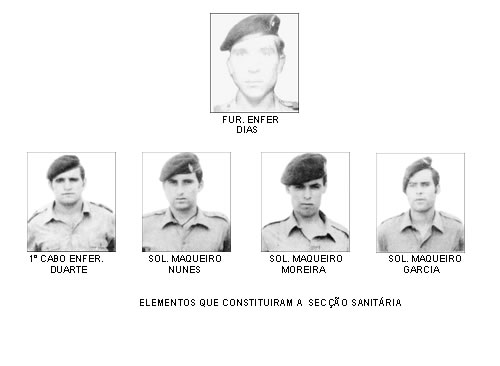 FUR. ENFER
DIAS
1º CABO ENFER.
DUARTE
SOL. MAQUEIRO
NUNES
SOL. MAQUEIRO
MOREIRA
SOL. MAQUEIRO
GARCIA
ELEMENTOS QUE CONSTITUIRAM A SECÇÃO SANITÁRIA